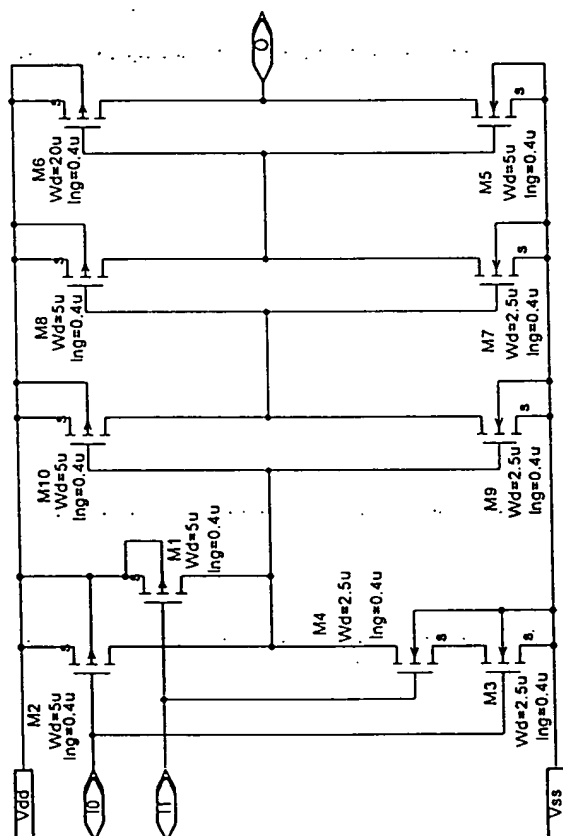 O
S
M6
Wd=20u
lng=0.4u
S
M5
Wd=5u
lng=0.4u
S
M8
Wd=5u
lng=0.4u
S
M7
Wd=2.5u
lng=0.4u
S
M10
Wd=5u
lng=0.4u
S
M9
Wd=2.5u
lng=0.4u
S
M1
Wd=5u
lng=0.4u
S
M2
Wd=5u
lng=0.4u
M4
Wd=2.5u
lng=0.4u
S
S
M3
Wd=2.5u
lng=0.4u
Vdd
I0
I1
Vss